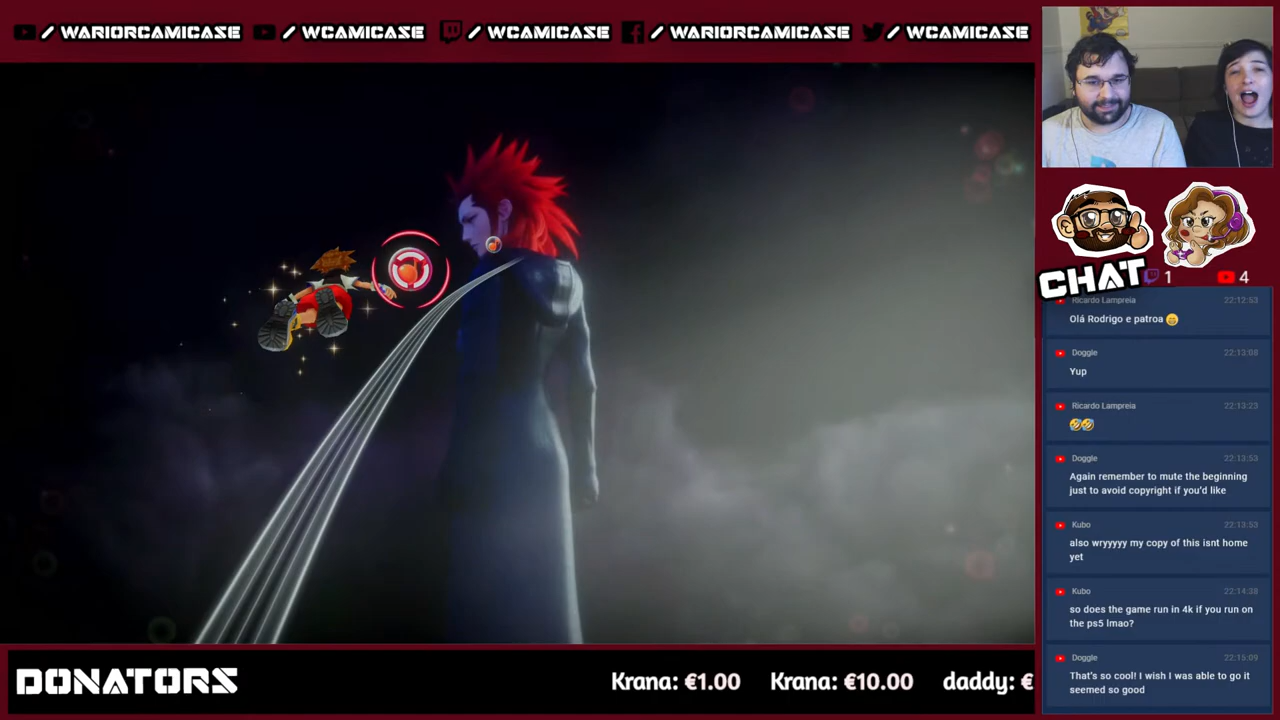 / WARIORCAMICASE / WCAMICASE / WCAMICASE / WARIORCAMICASE / WCAMICASE
CHAT 1 4
Ricardo Lampreia 22:12:53
Olá Rodrigo e patroa 😁
Doggle 22:13:08
Yup
Ricardo Lampreia 22:13:23
🤣🤣
Doggle 22:13:53
Again remember to mute the beginning
just to avoid copyright if you'd like
Kubo 22:13:53
also wryyyyy my copy of this isnt home
yet
Kubo 22:14:38
so does the game run in 4k if you run on
the ps5 lmao?
Doggle 22:15:09
That's so cool! I wish I was able to go it
seemed so good
DONATORS Krana: €1.00 Krana: €10.00 daddy: €